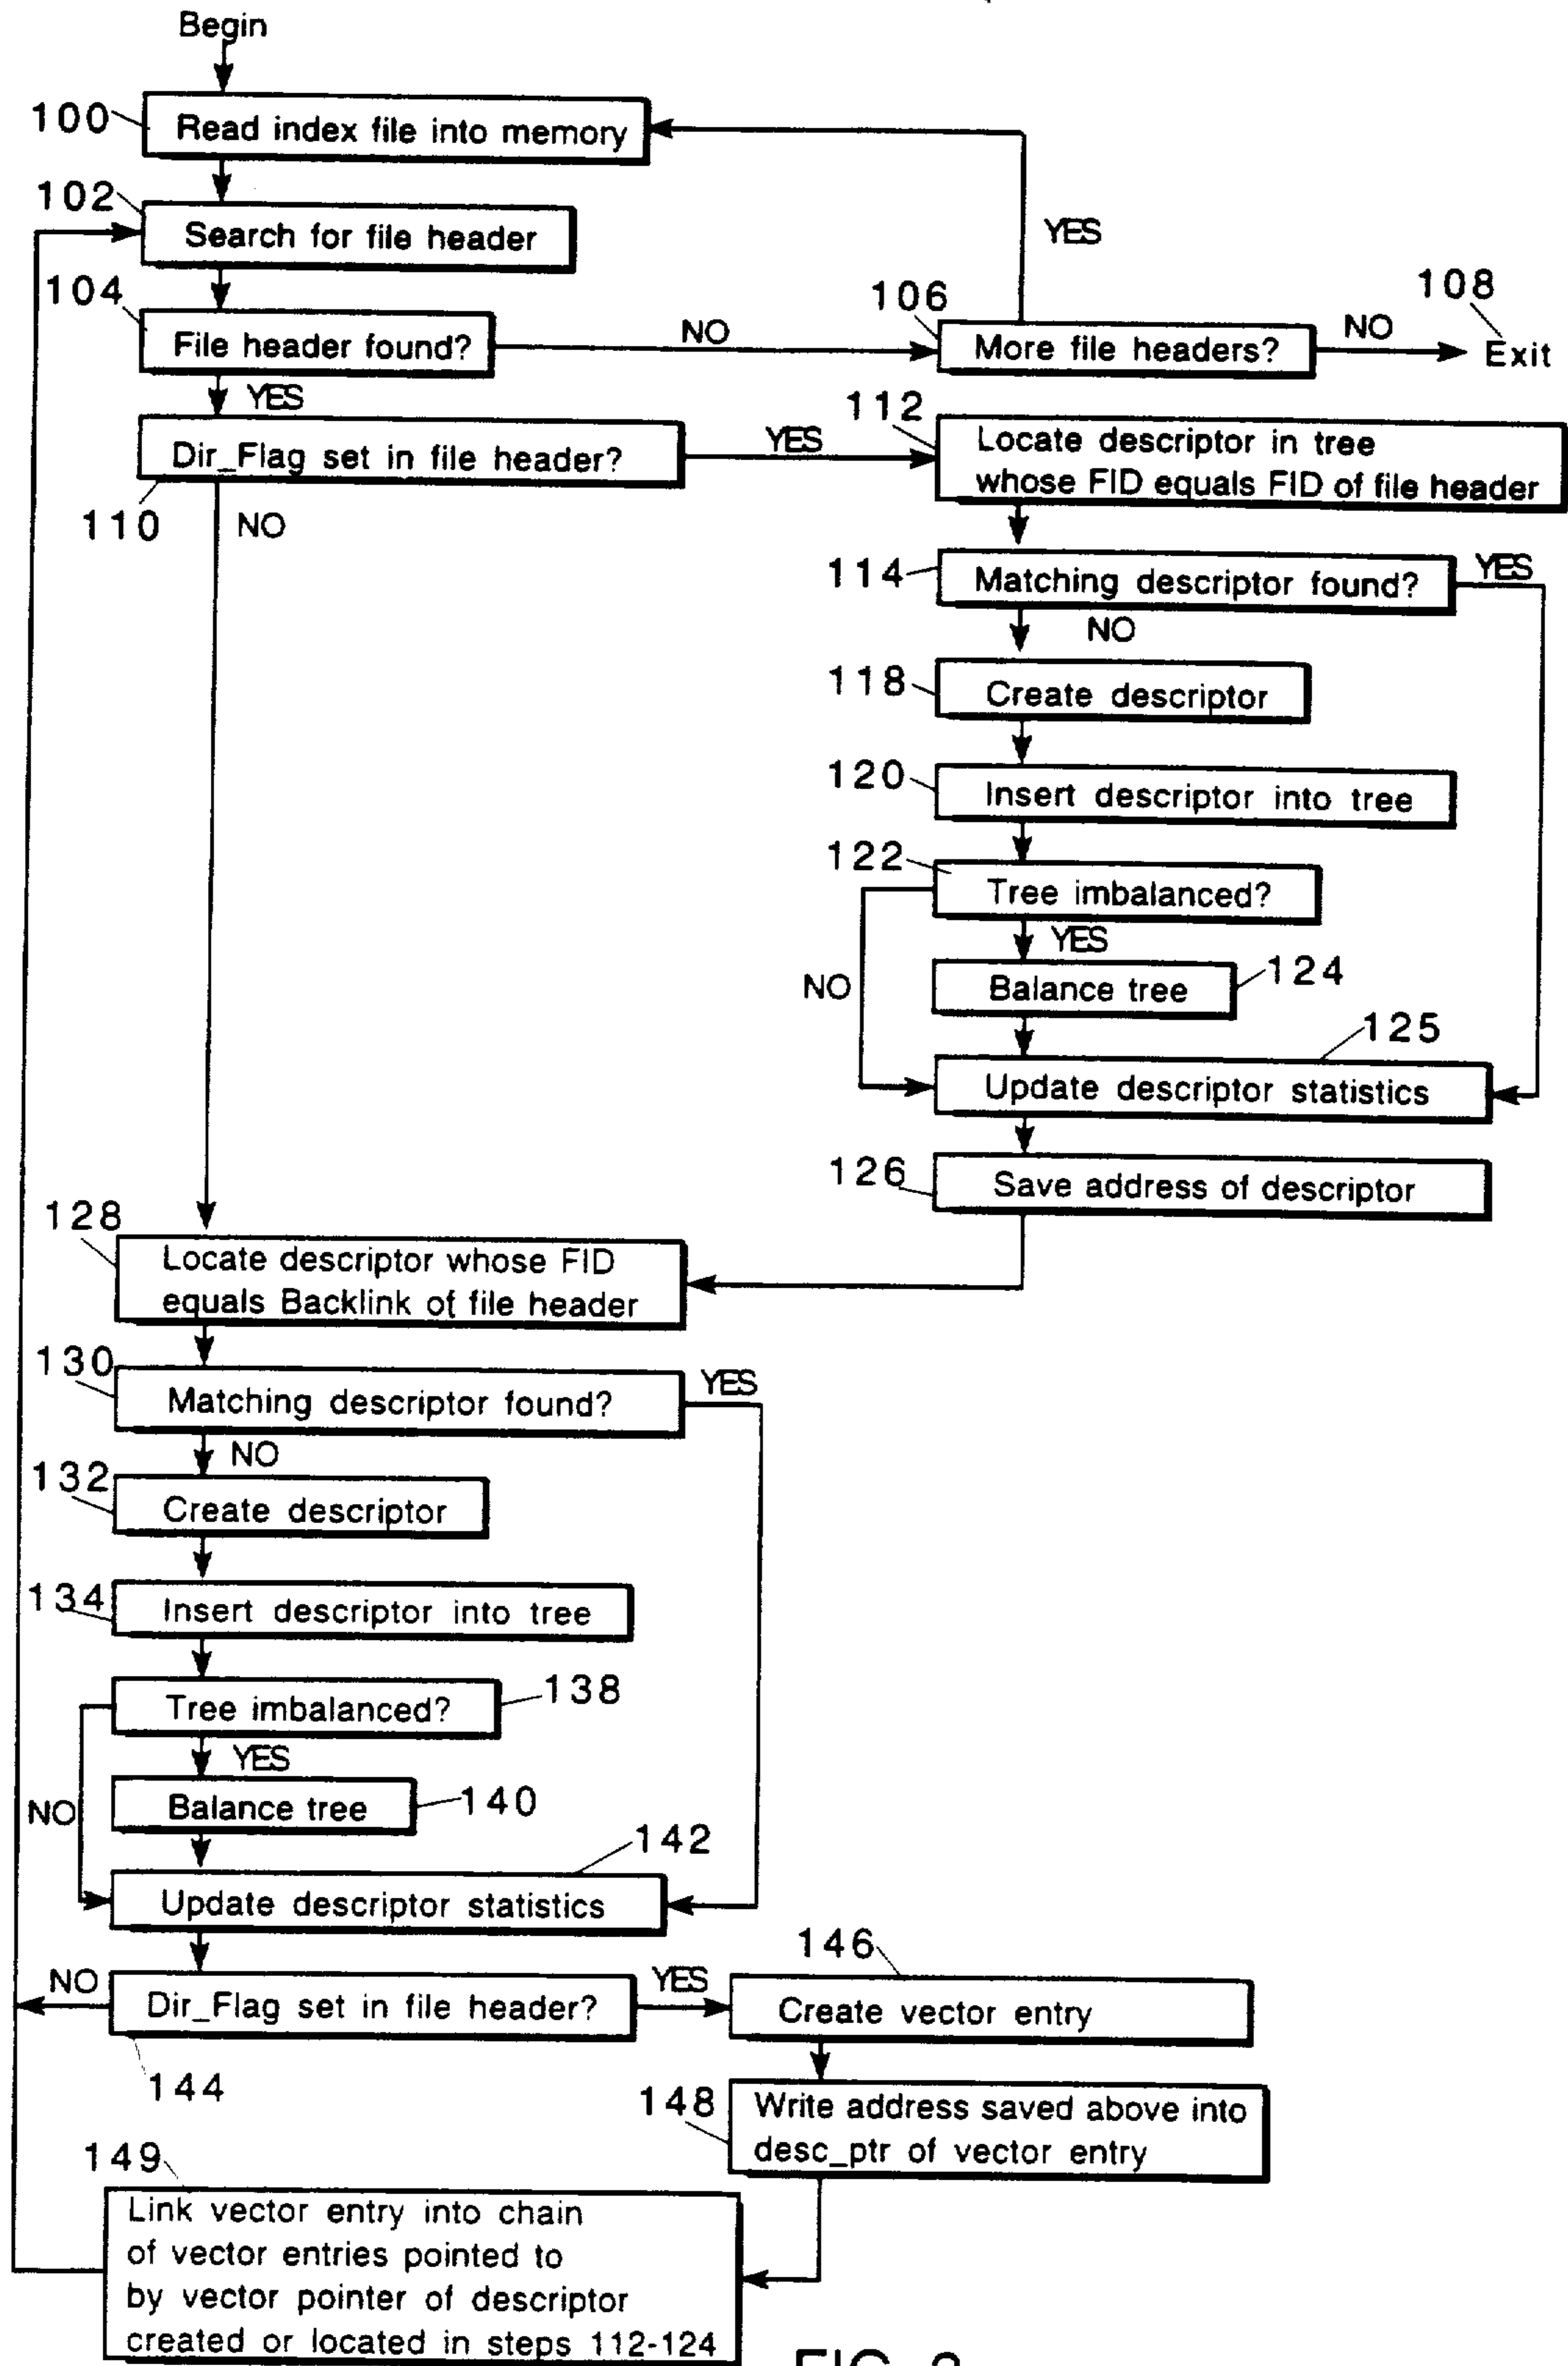 Begin
100
Read index file into memory
102
Search for file header
YES
104
File header found?
NO
106
More file headers?
NO
108
Exit
YES
Dir_Flag set in file header?
110
YES
NO
112
Locate descriptor in tree
whose FID equals FID of file header
114
Matching descriptor found?
YES
NO
118
Create descriptor
120
Insert descriptor into tree
122
Tree imbalanced?
YES
NO
Balance tree
124
125
Update descriptor statistics
126
Save address of descriptor
128
Locate descriptor whose FID
equals Backlink of file header
130
Matching descriptor found?
YES
NO
132
Create descriptor
134
Insert descriptor into tree
Tree imbalanced?
138
YES
NO
Balance tree
140
142
Update descriptor statistics
NO
Dir_Flag set in file header?
YES
144
146
Create vector entry
148
Write address saved above into
desc_ptr of vector entry
149
Link vector entry into chain
of vector entries pointed to
by vector pointer of descriptor
created or located in steps 112-124
FIG